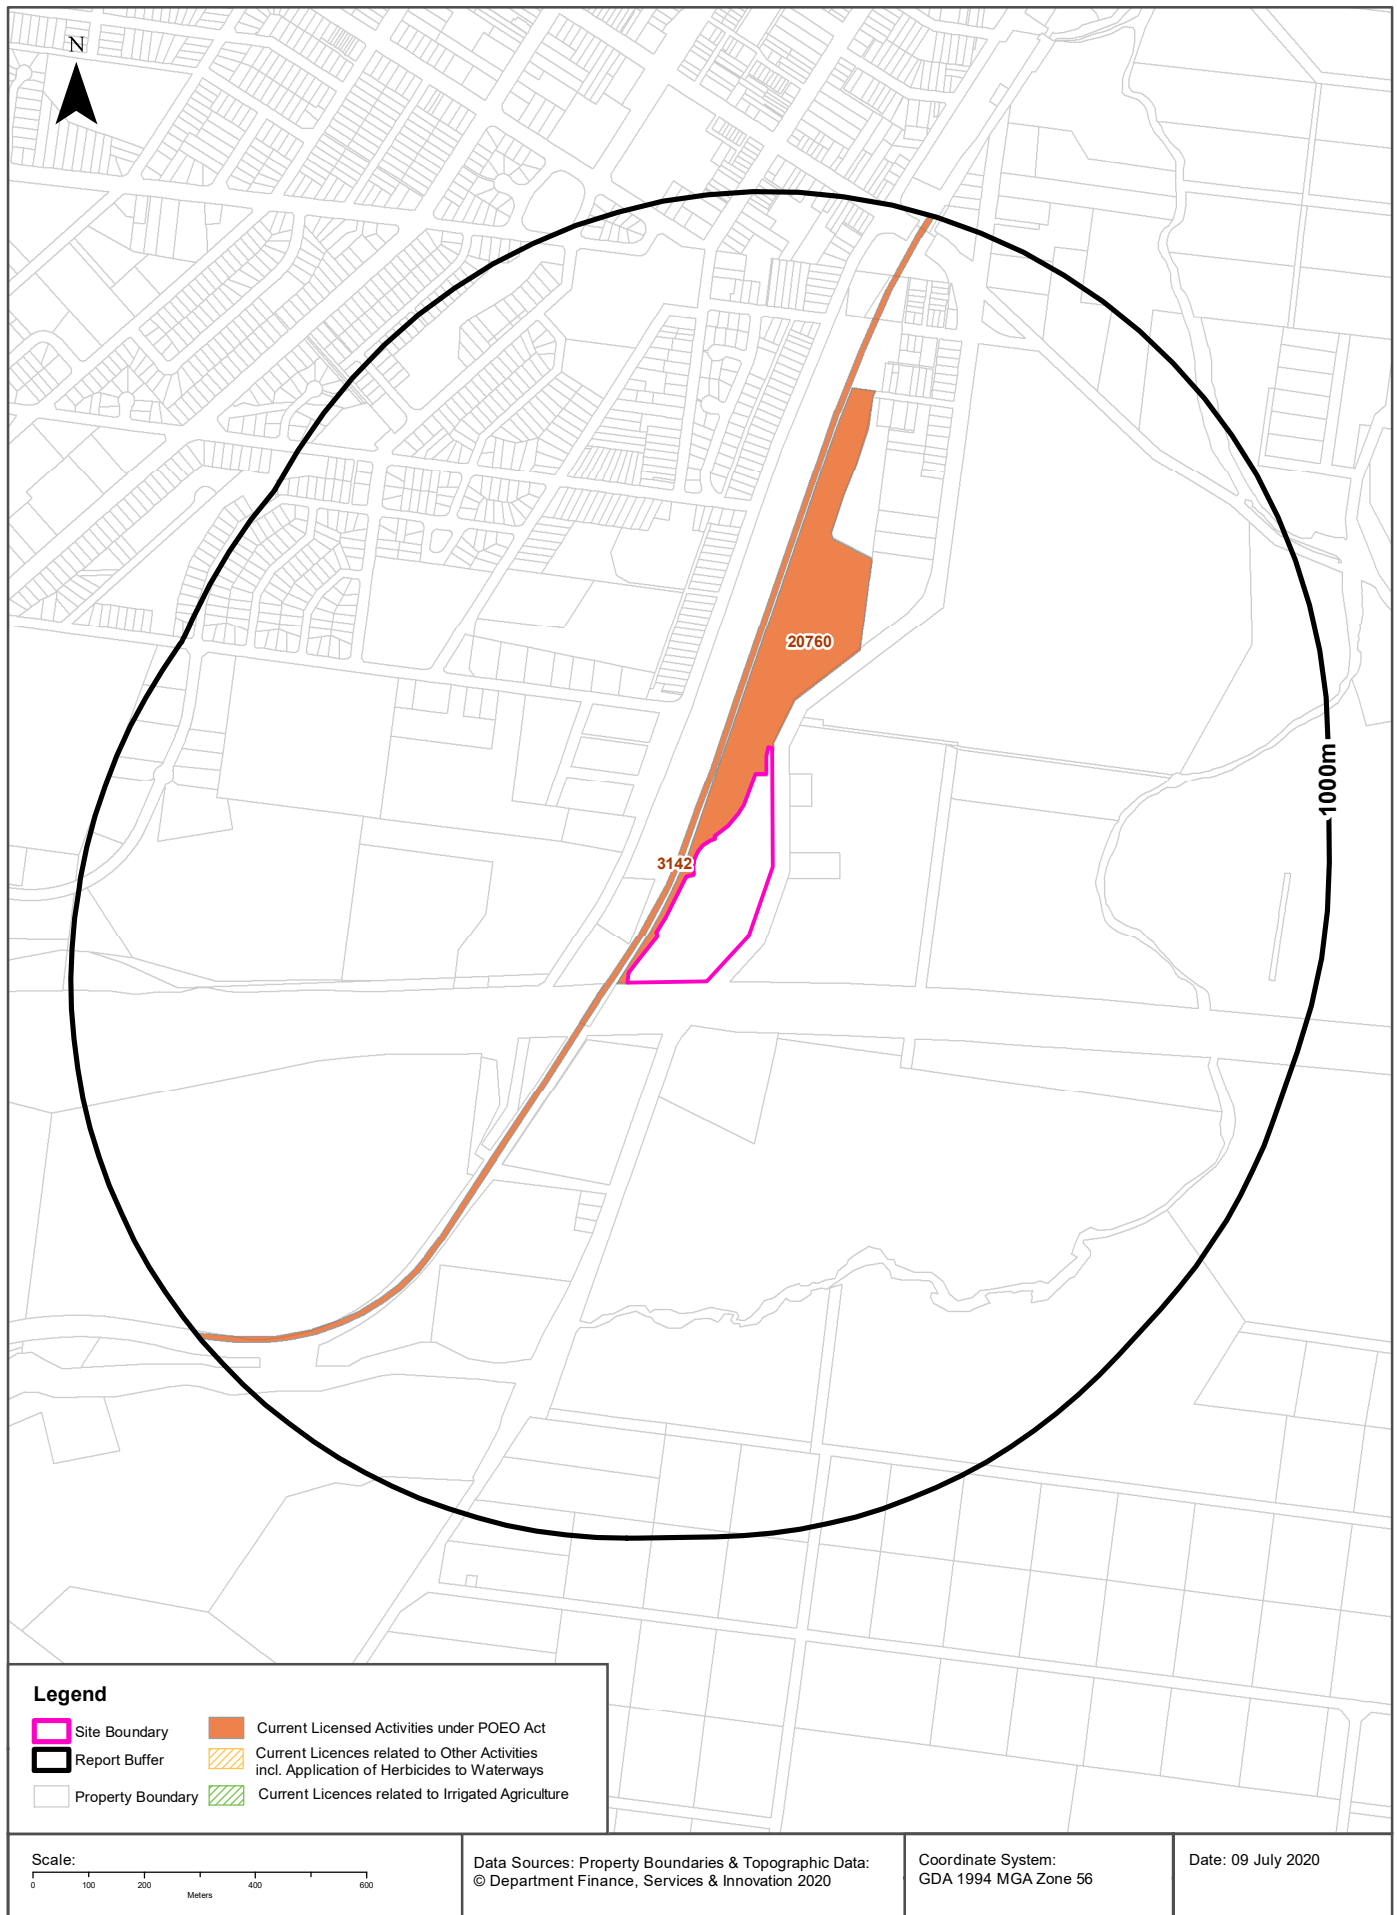 N
20760
1000m
3142
Legend
Site Boundary
Report Buffer
Property Boundary
Current Licensed Activities under POEO Act
Current Licences related to Other Activities
incl. Application of Herbicides to Waterways
Current Licences related to Irrigated Agriculture
Scale:
0 100 200 400 600
Meters
Data Sources: Property Boundaries & Topographic Data:
© Department Finance, Services & Innovation 2020
Coordinate System:
GDA 1994 MGA Zone 56
Date: 09 July 2020